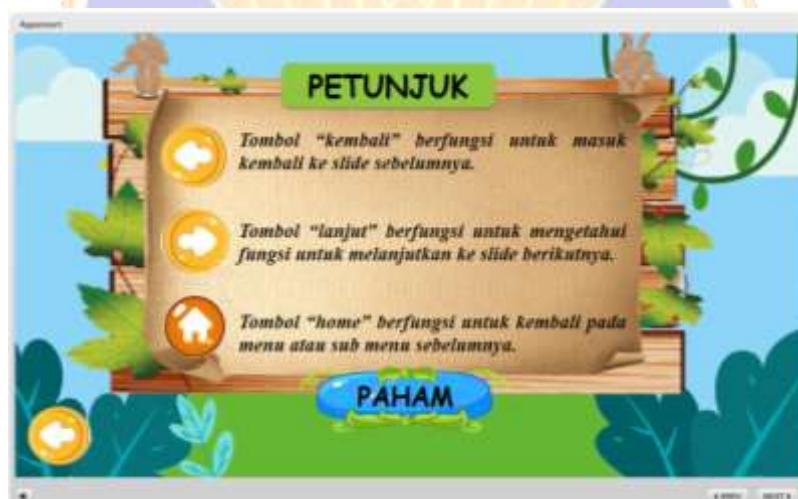 PETUNJUK
Tombol “kembali” berfungsi untuk masuk
kembali ke slide sebelumnya.
Tombol “lanjut” berfungsi untuk mengetahui
fungsi untuk melanjutkan ke slide berikutnya.
Tombol “home” berfungsi untuk kembali pada
menu atau sub menu sebelumnya.
PAHAM
NEXT